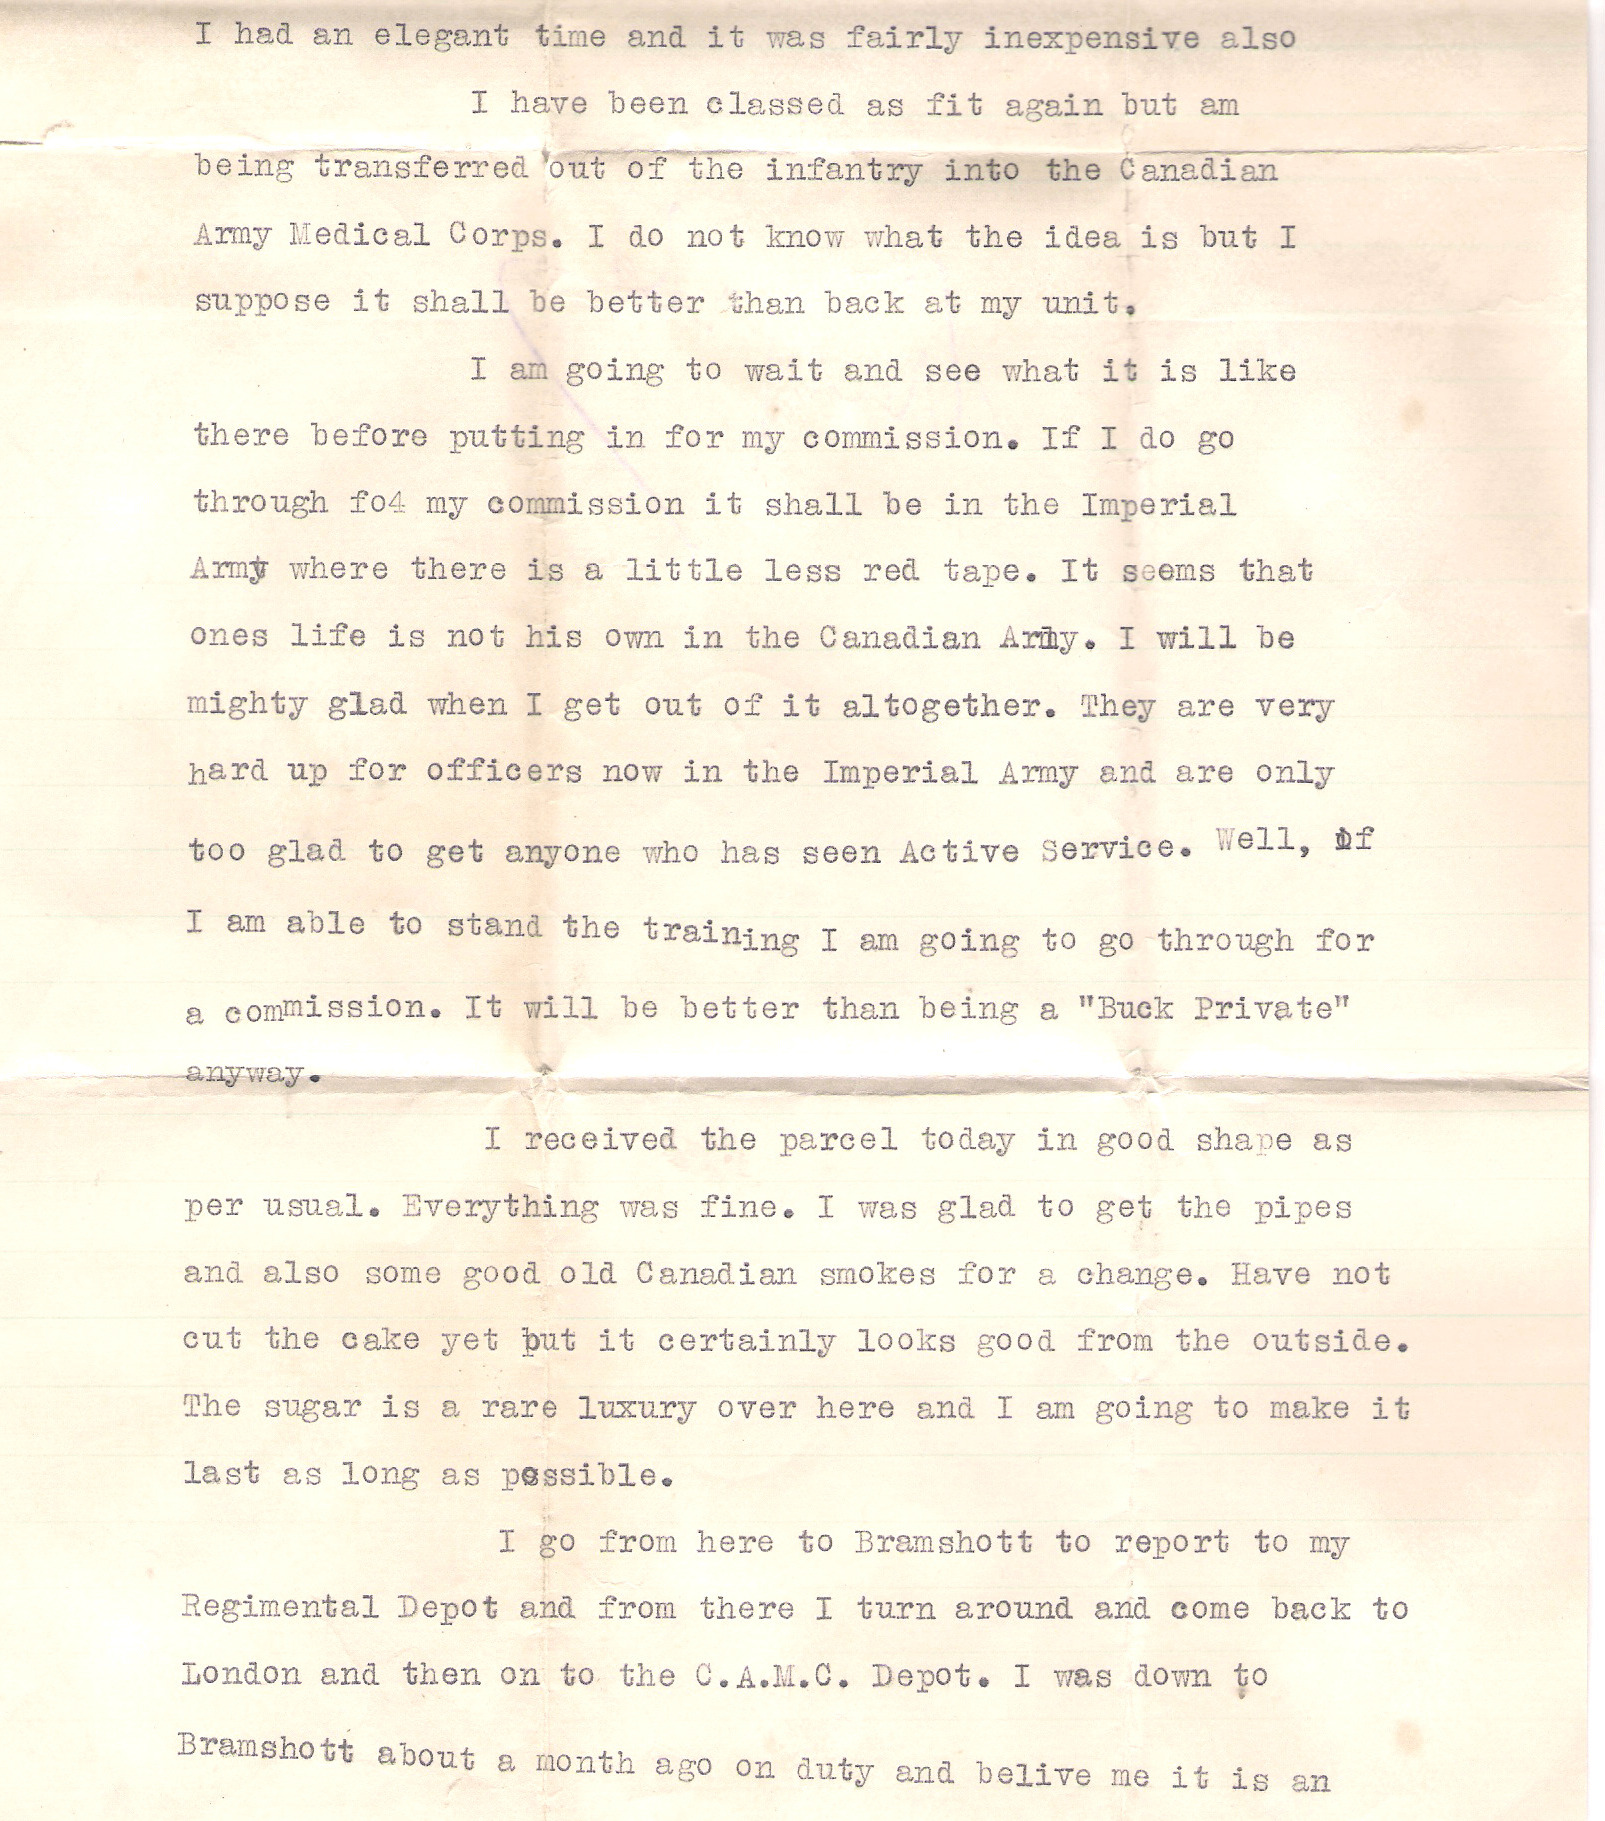 I had an elegant time and it was fairly inexpensive also
I have been classed as fit again but am
being transferred out of the infantry into the Canadian
Army Medical Corps. I do not know what the idea is but I
suppose it shall be better than back at my unit.
I am going to wait and see what it is like
there before putting in for my commission. If I do go
through fo4 my commission it shall be in the Imperial
Army where there is a little less red tape. It seems that
ones life is not his own in the Canadian Army. I will be
mighty glad when I get out of it altogether. They are very
hard up for officers now in the Imperial Army and are only
too glad to get anyone who has seen Active Service. Well, if
I am able to stand the training I am going to go through for
a commission. It will be better than being a "Buck Private"
anyway.
I received the parcel today in good shape as
per usual. Everything was fine. I was glad to get the pipes
and also some good old Canadian smokes for a change. Have not
cut the cake yet but it certainly looks good from the outside.
The sugar is a rare luxury over here and I am going to make it
last as long as possible.
I go from here to Bramshott to report to my
Regimental Depot and from there I turn around and come back to
London and then on to the C.A.M.C. Depot. I was down to
Bramshott about a month ago on duty and belive me it is an